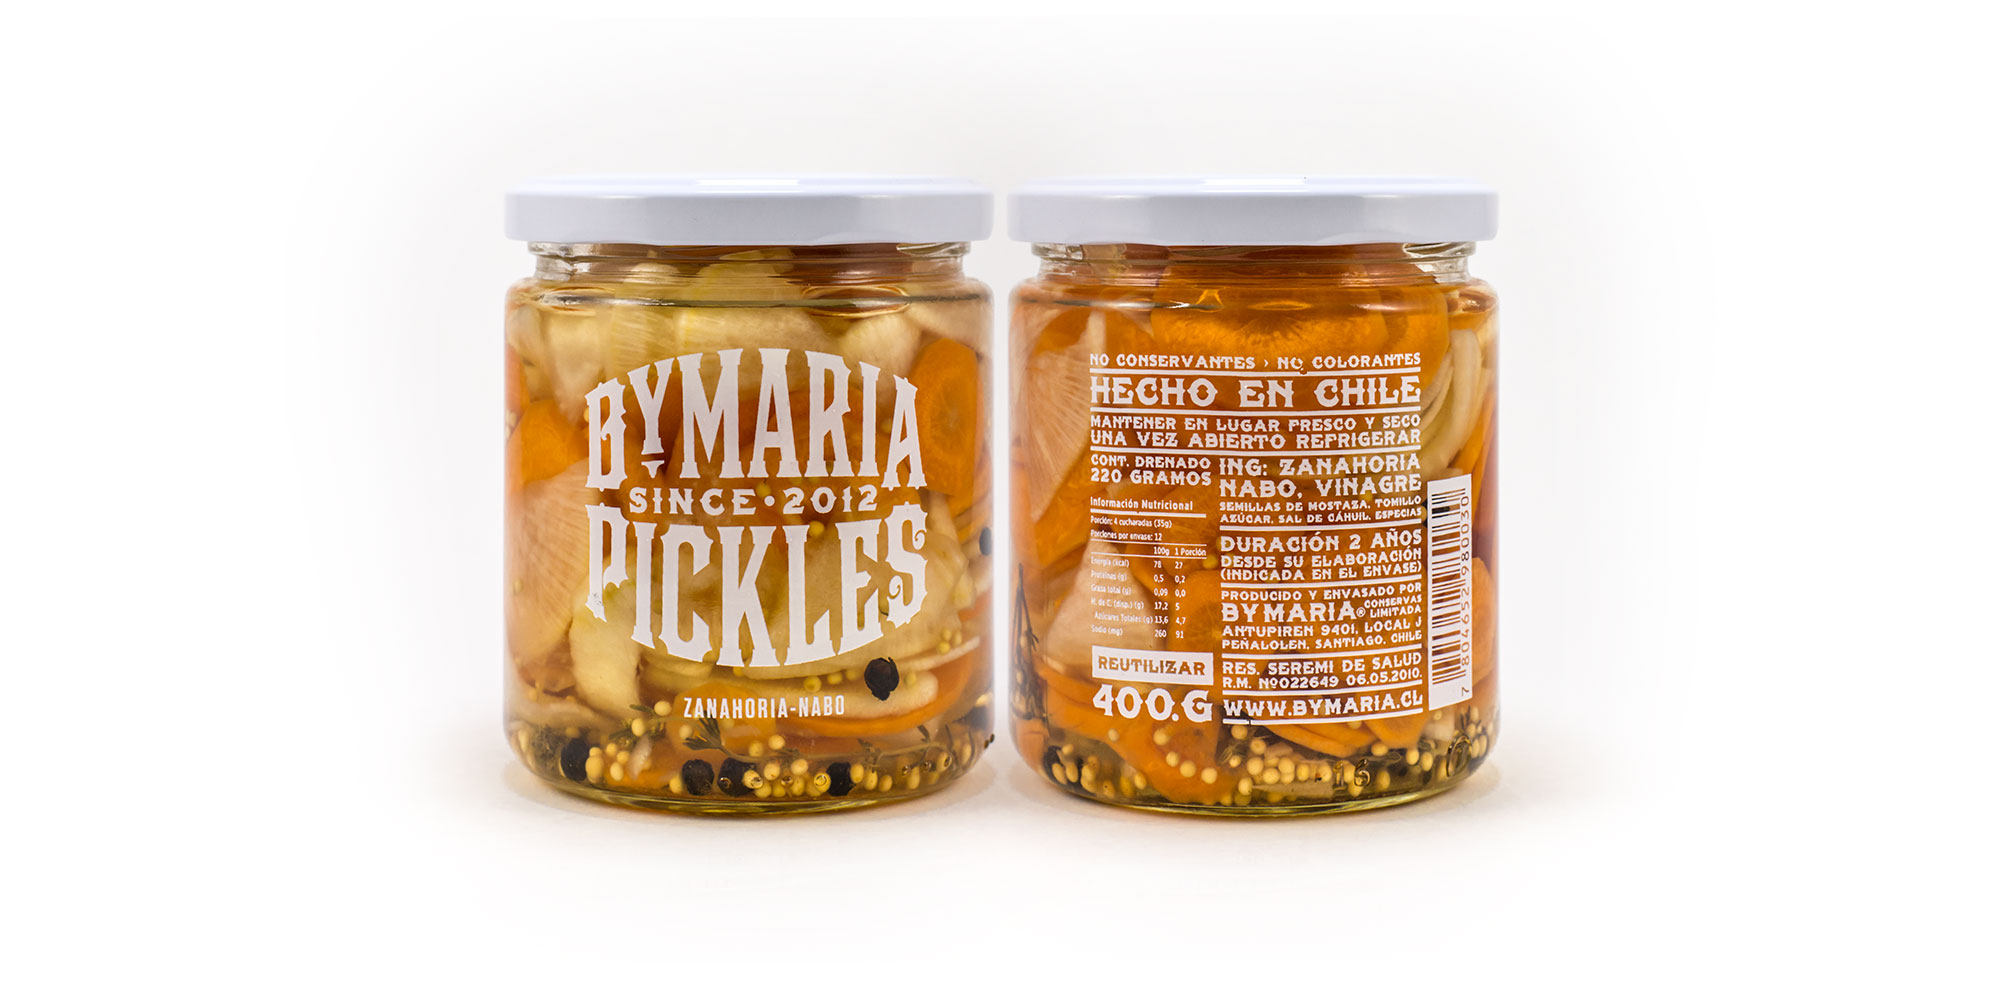 BYMARIA
SINCE • 2012
PICKLES
ZANAHORIA-NABO
NO CONSERVANTES › NO COLORANTES
HECHO EN CHILE
MANTENER EN LUGAR FRESCO Y SECO
UNA VEZ ABIERTO REFRIGERAR
CONT. DRENADO
220 GRAMOS
Información Nutricional
Porción: 4 cucharadas (35g)
Porciones por envase: 12
100g 1 Porción
Energía (kcal) 78 27
Proteínas (g) 0,5 0,2
Grasa total (g) 0,09 0,0
H. de C. (disp.) (g) 17,2 5
Azúcares Totales (g) 13,6 4,7
Sodio (mg) 260 91
REUTILIZAR
400.G
ING: ZANAHORIA
NABO, VINAGRE
SEMILLAS DE MOSTAZA, TOMILLO
AZÚCAR, SAL DE CÁHUIL, ESPECIAS
DURACIÓN 2 AÑOS
DESDE SU ELABORACIÓN
(INDICADA EN EL ENVASE)
PRODUCIDO Y ENVASADO POR
BYMARIA® CONSERVAS LIMITADA
ANTUPIREN 9401, LOCAL J
PEÑALOLEN, SANTIAGO, CHILE
RES. SEREMI DE SALUD
R.M. Nº022649 06.05.2010.
WWW.BYMARIA.CL
7 804652 980030
16